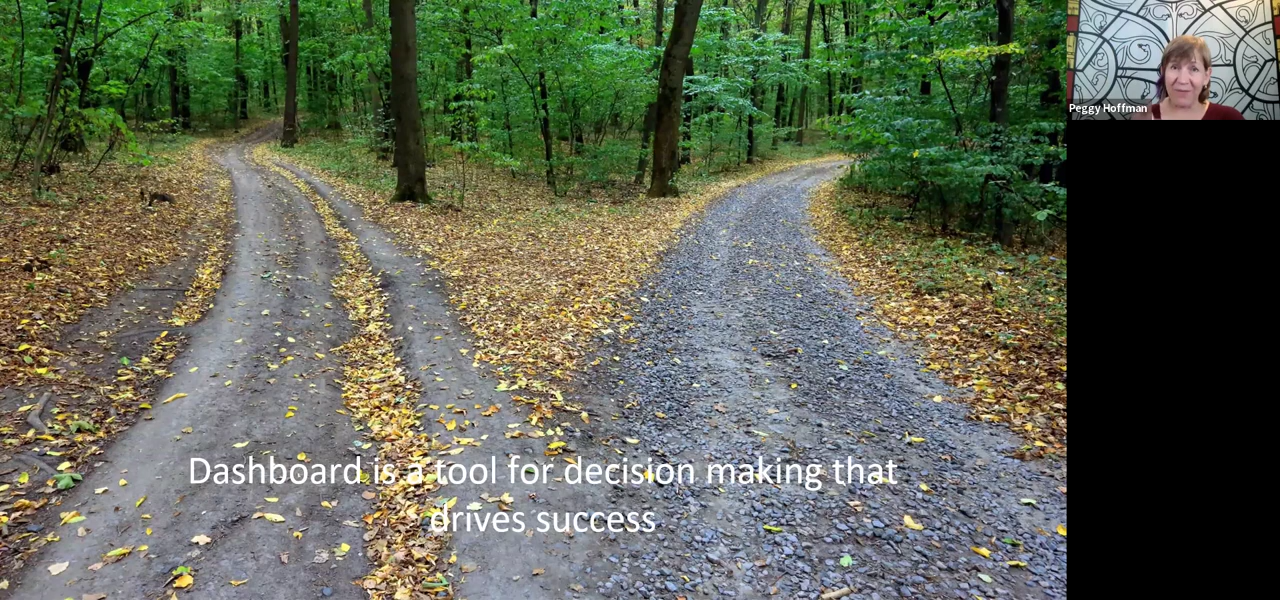 Peggy Hoffman
Dashboard is a tool for decision making that
drives success